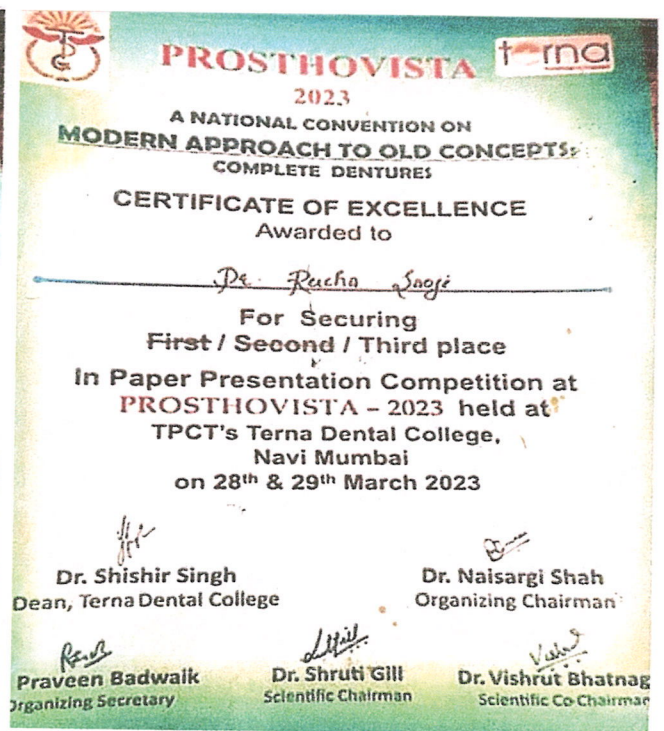 PROSTHOVISTA
terna
2023
A NATIONAL CONVENTION ON
MODERN APPROACH TO OLD CONCEPTS:
COMPLETE DENTURES
CERTIFICATE OF EXCELLENCE
Awarded to
Dr. Rucha Saoji
For Securing
First / Second / Third place
In Paper Presentation Competition at
PROSTHOVISTA – 2023 held at
TPCT's Terna Dental College,
Navi Mumbai
on 28th & 29th March 2023
Dr. Shishir Singh
Dean, Terna Dental College
Dr. Naisargi Shah
Organizing Chairman
Praveen Badwaik
Organizing Secretary
Dr. Shruti Gill
Scientific Chairman
Dr. Vishrut Bhatnag
Scientific Co-Chairman